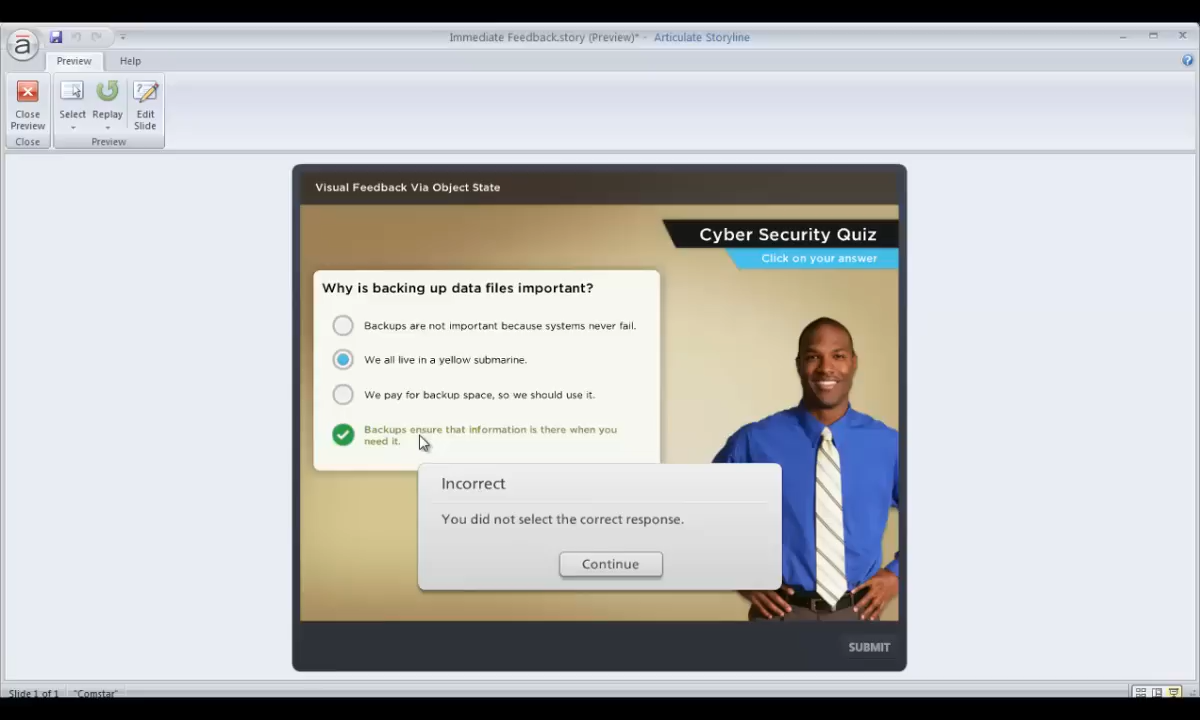 Immediate Feedback.story (Preview)* - Articulate Storyline
Preview
Help
Close Preview
Select
Replay
Edit Slide
Close
Preview
Visual Feedback Via Object State
Cyber Security Quiz
Click on your answer
Why is backing up data files important?
Backups are not important because systems never fail.
We all live in a yellow submarine.
We pay for backup space, so we should use it.
Backups ensure that information is there when you
need it.
Incorrect
You did not select the correct response.
Continue
SUBMIT
Slide 1 of 1
"Comstar"